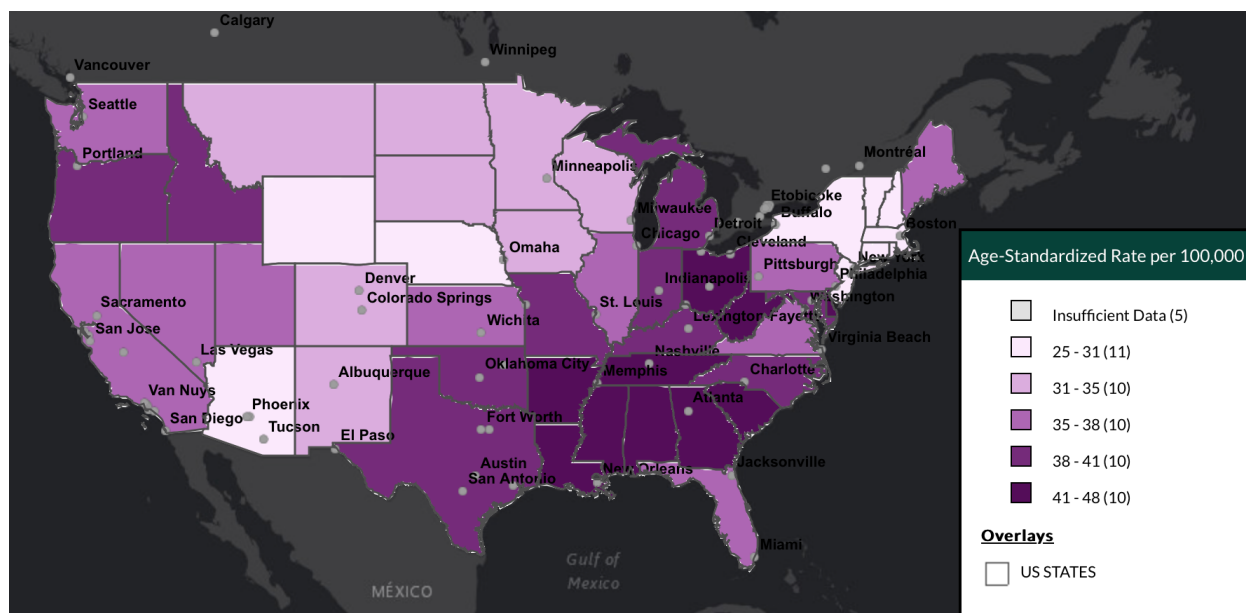 Calgary
Winnipeg
Vancouver
Seattle
Portland
Montréal
Minneapolis
Etobicoke
Milwaukee
Buffalo
Boston
Chicago
Detroit
Cleveland
Omaha
New York
Pittsburgh
Indianapolis
Philadelphia
Denver
Colorado Springs
Sacramento
St. Louis
Washington
San Jose
Wichita
Lexington-Fayette
Virginia Beach
Las Vegas
Nashville
Oklahoma City
Memphis
Charlotte
Albuquerque
Van Nuys
San Diego
Phoenix
Tucson
Atlanta
Fort Worth
El Paso
Austin
San Antonio
New Orleans
Jacksonville
Miami
Gulf of
Mexico
MÉXICO
Age-Standardized Rate per 100,000
Insufficient Data (5)
25 - 31 (11)
31 - 35 (10)
35 - 38 (10)
38 - 41 (10)
41 - 48 (10)
Overlays
US STATES